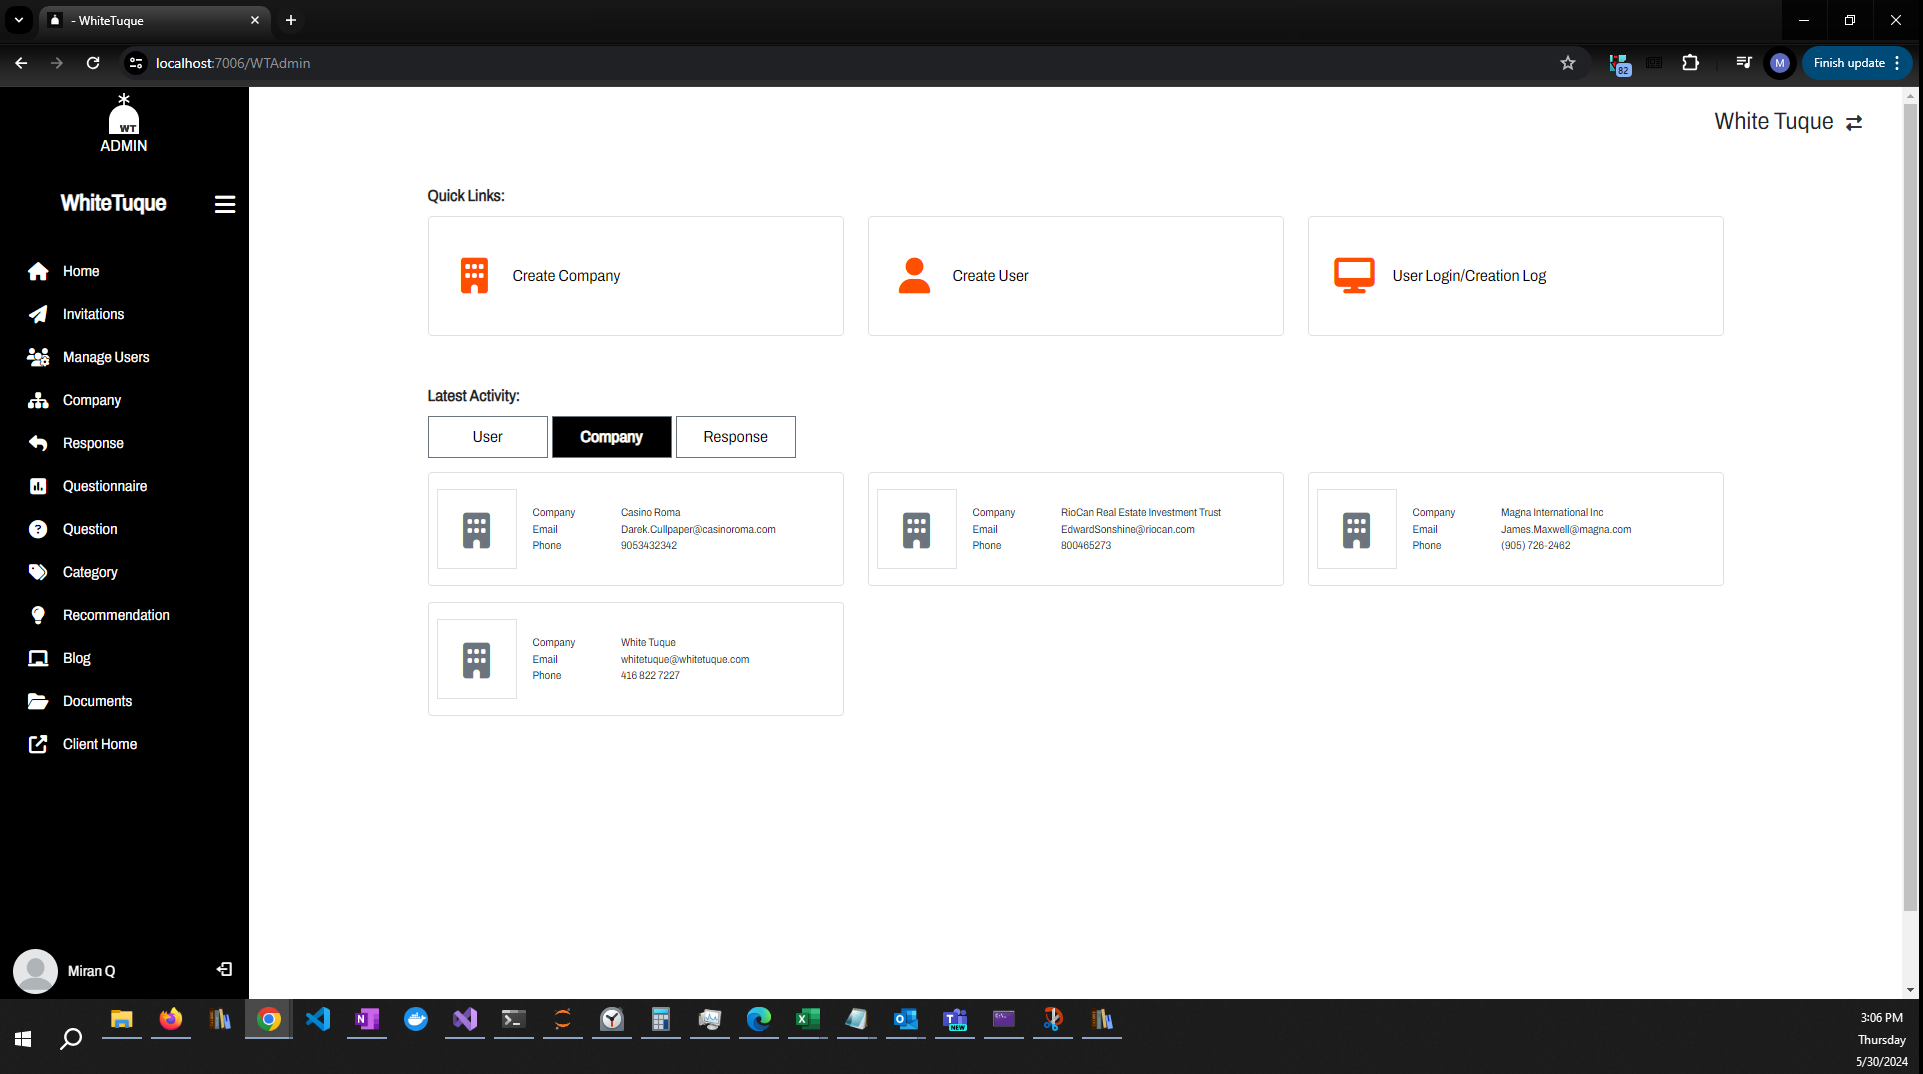 - WhiteTuque
localhost:7006/WTAdmin
82
M
Finish update
WT
ADMIN
WhiteTuque
White Tuque
Home
Invitations
Manage Users
Company
Response
Questionnaire
Question
Category
Recommendation
Blog
Documents
Client Home
Miran Q
Quick Links:
Create Company
Create User
User Login/Creation Log
Latest Activity:
User
Company
Response
Company Casino Roma
Email Darek.Cullpaper@casinoroma.com
Phone 9053432342
Company RioCan Real Estate Investment Trust
Email EdwardSonshine@riocan.com
Phone 800465273
Company Magna International Inc
Email James.Maxwell@magna.com
Phone (905) 726-2462
Company White Tuque
Email whitetuque@whitetuque.com
Phone 416 822 7227
NEW
3:06 PM
Thursday
5/30/2024